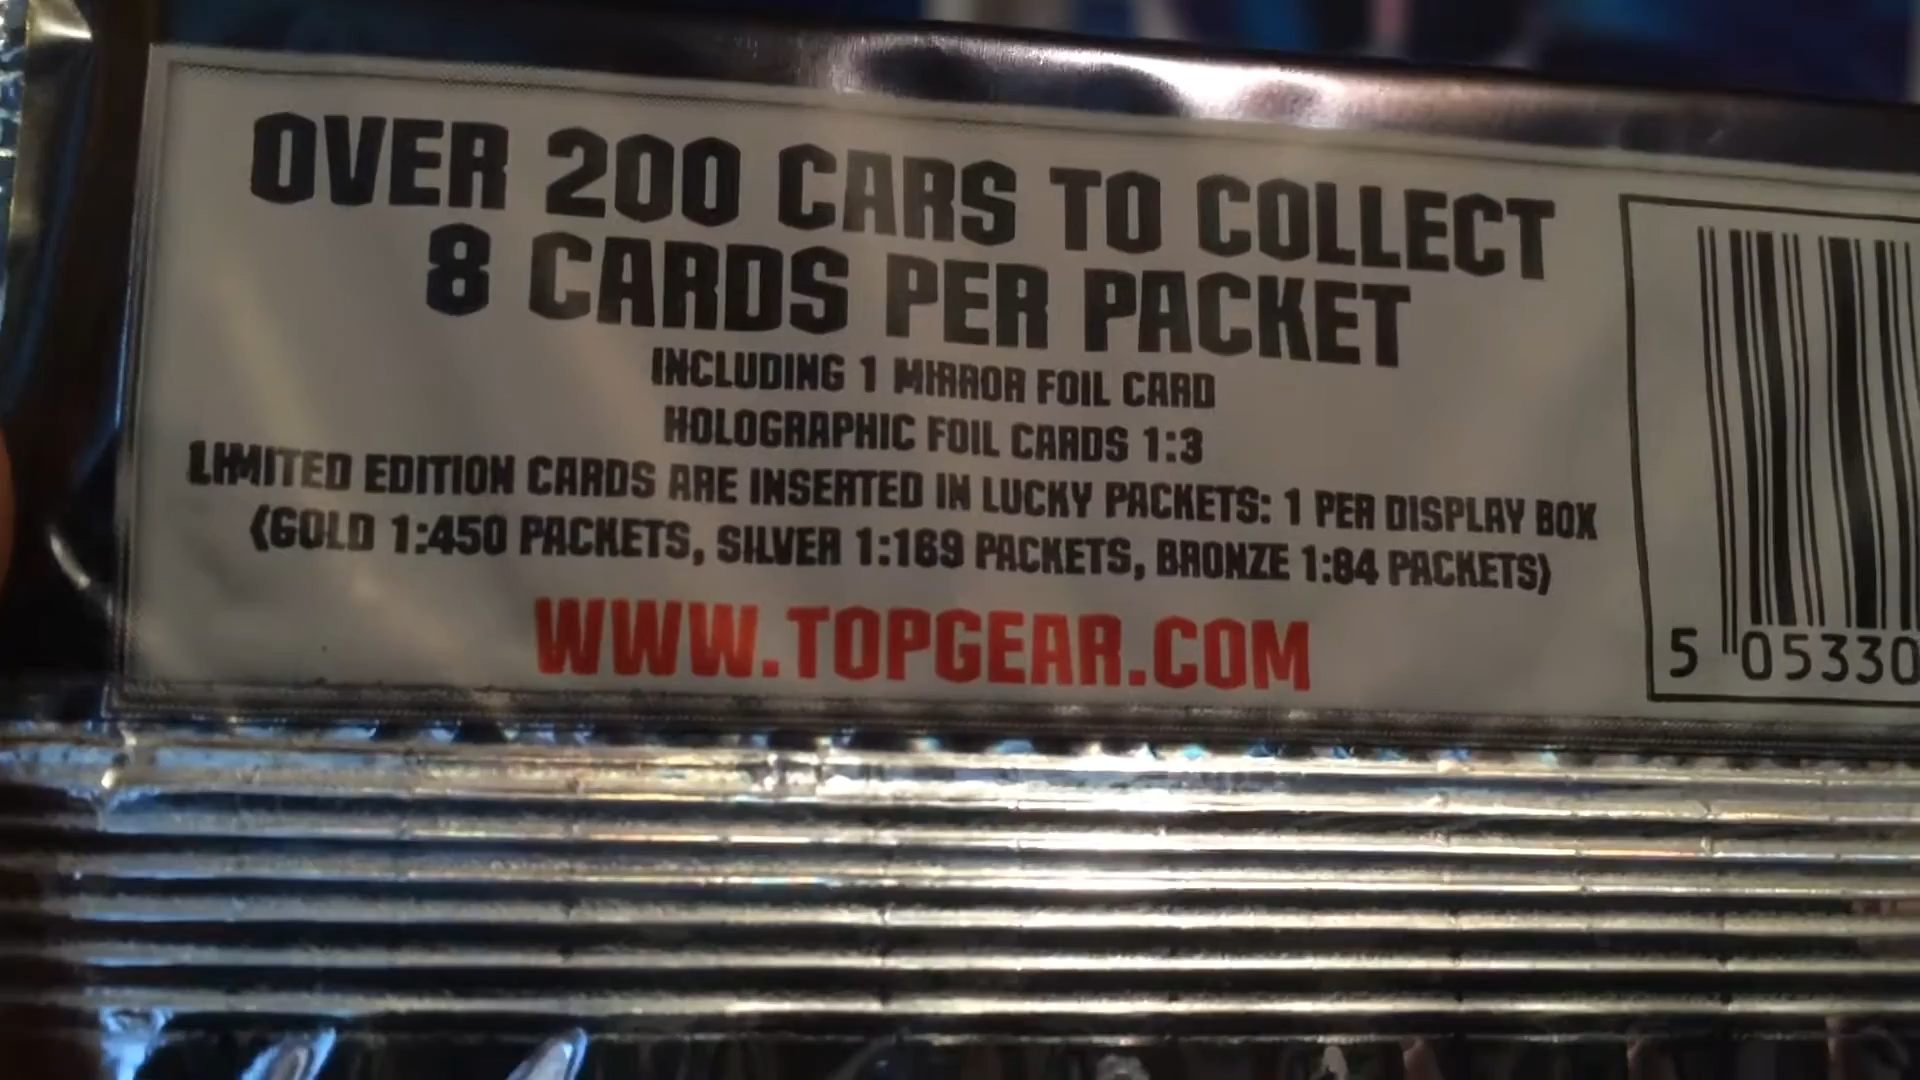 OVER 200 CARS TO COLLECT
8 CARDS PER PACKET
INCLUDING 1 MIRROR FOIL CARD
HOLOGRAPHIC FOIL CARDS 1:3
LIMITED EDITION CARDS ARE INSERTED IN LUCKY PACKETS: 1 PER DISPLAY BOX
(GOLD 1:450 PACKETS, SILVER 1:169 PACKETS, BRONZE 1:84 PACKETS)
WWW.TOPGEAR.COM
5 05330